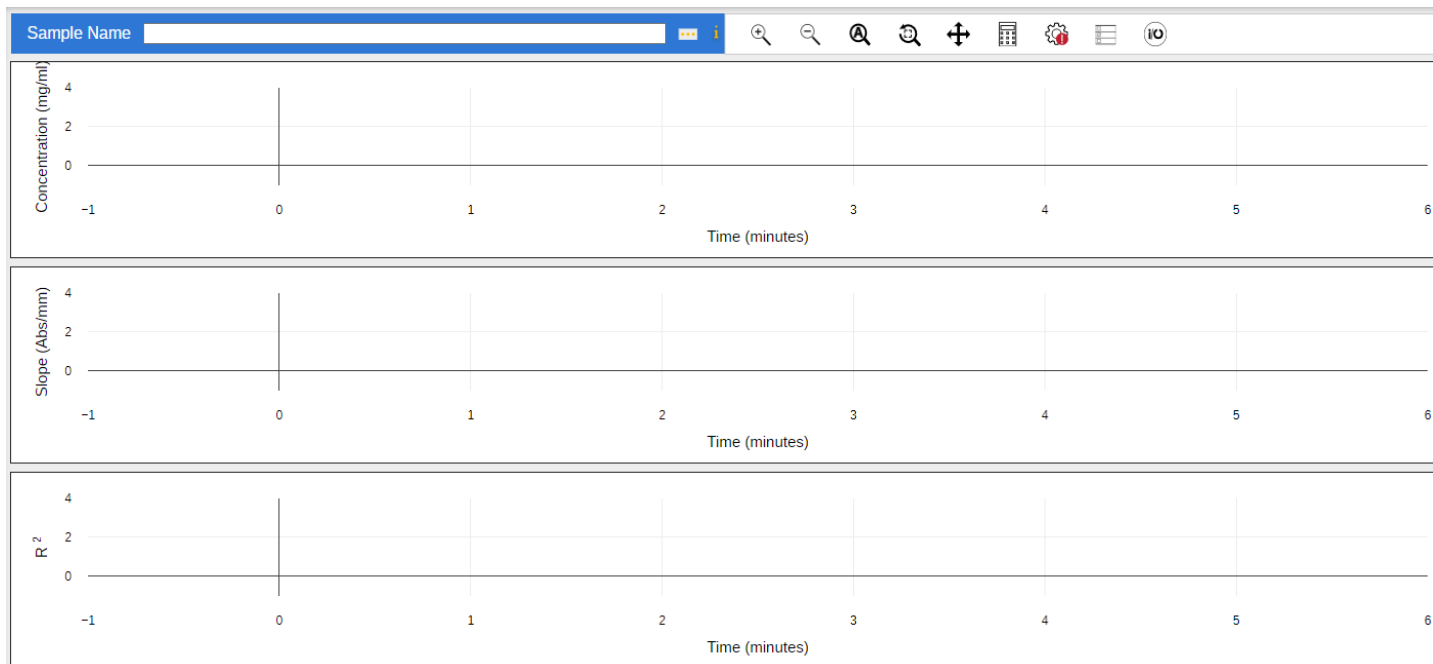 Sample Name
i
A
I/O
Concentration (mg/ml)
4
2
0
−1 0 1 2 3 4 5 6
Time (minutes)
Slope (Abs/mm)
4
2
0
−1 0 1 2 3 4 5 6
Time (minutes)
R 2
4
2
0
−1 0 1 2 3 4 5 6
Time (minutes)